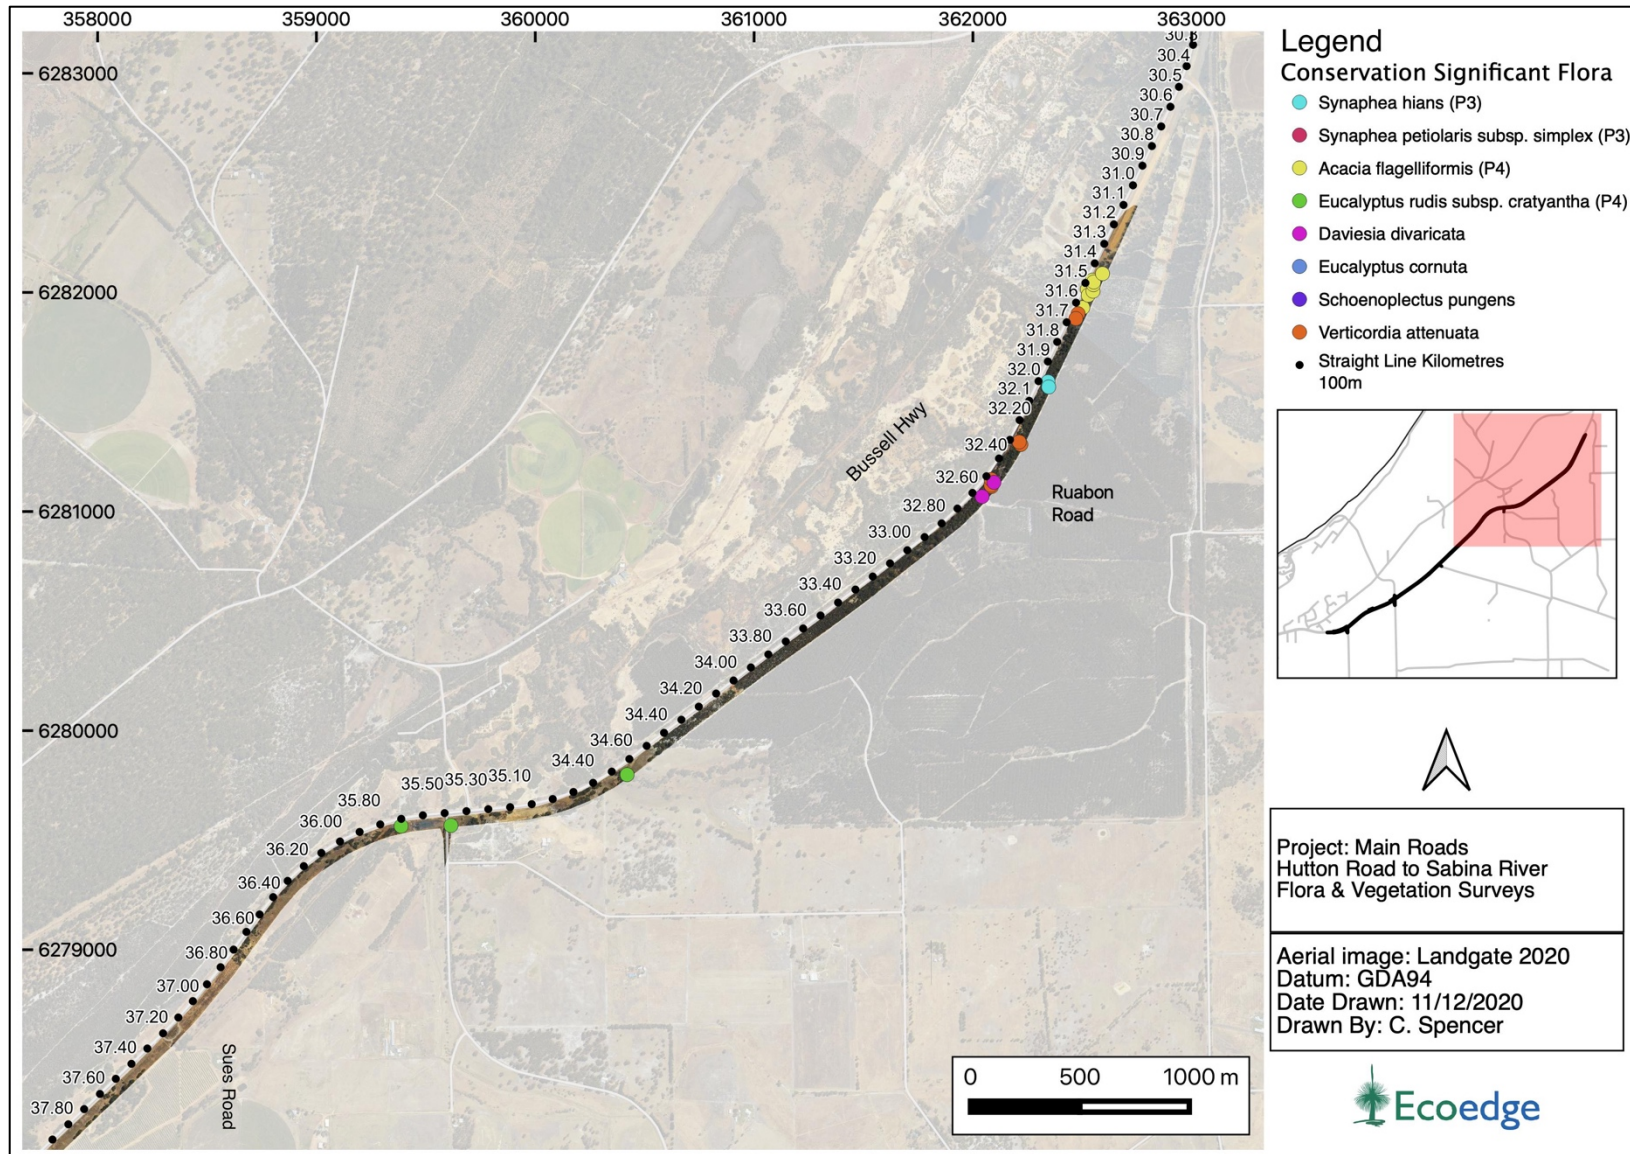 358000 359000 360000 361000 362000 363000
6283000
6282000
6281000
6280000
6279000
30.3
30.4
30.5
30.6
30.7
30.8
30.9
31.0
31.1
31.2
31.3
31.4
31.5
31.6
31.7
31.8
31.9
32.0
32.1
32.20
32.40
32.60
32.80
33.00
33.20
33.40
33.60
33.80
34.00
34.20
34.40
34.60
34.40
35.10
35.30
35.50
35.80
36.00
36.20
36.40
36.60
36.80
37.00
37.20
37.40
37.60
37.80
Bussell Hwy
Ruabon
Road
Sues Road
0 500 1000 m
Legend
Conservation Significant Flora
Synaphea hians (P3)
Synaphea petiolaris subsp. simplex (P3)
Acacia flagelliformis (P4)
Eucalyptus rudis subsp. cratyantha (P4)
Daviesia divaricata
Eucalyptus cornuta
Schoenoplectus pungens
Verticordia attenuata
Straight Line Kilometres
100m
Project: Main Roads
Hutton Road to Sabina River
Flora & Vegetation Surveys
Aerial image: Landgate 2020
Datum: GDA94
Date Drawn: 11/12/2020
Drawn By: C. Spencer
Ecoedge